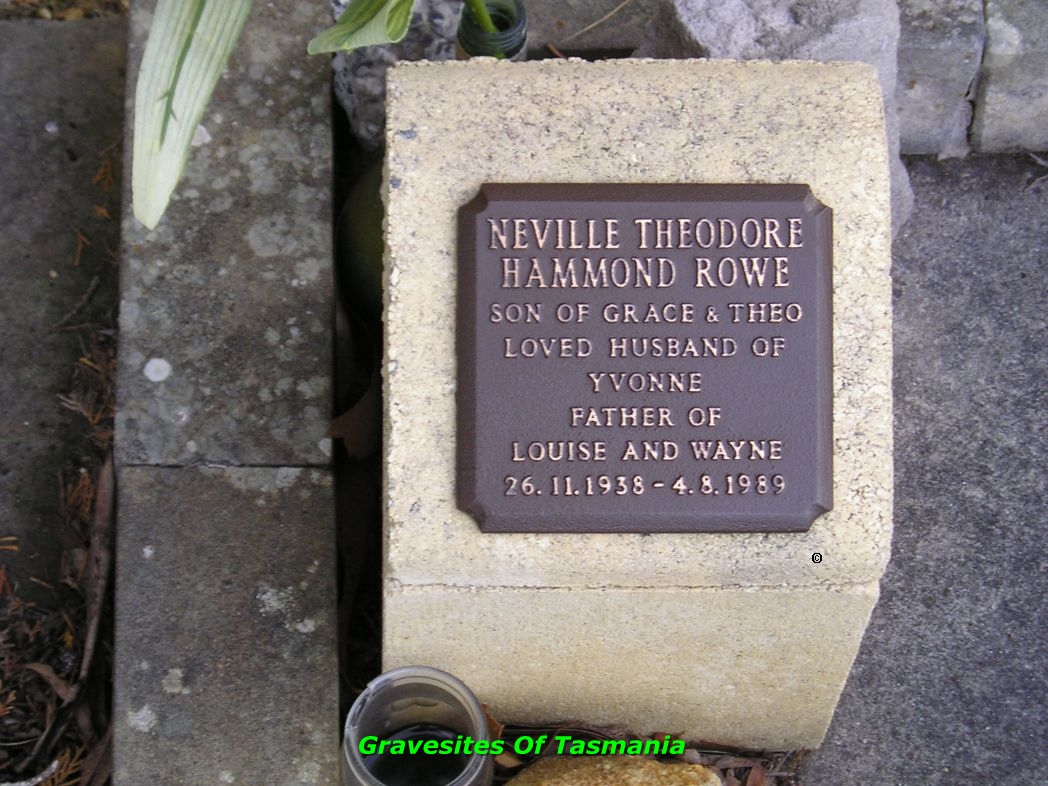 NEVILLE THEODORE
HAMMOND ROWE
SON OF GRACE & THEO
LOVED HUSBAND OF
YVONNE
FATHER OF
LOUISE AND WAYNE
26.11.1938 - 4.8.1989
©
Gravesites Of Tasmania